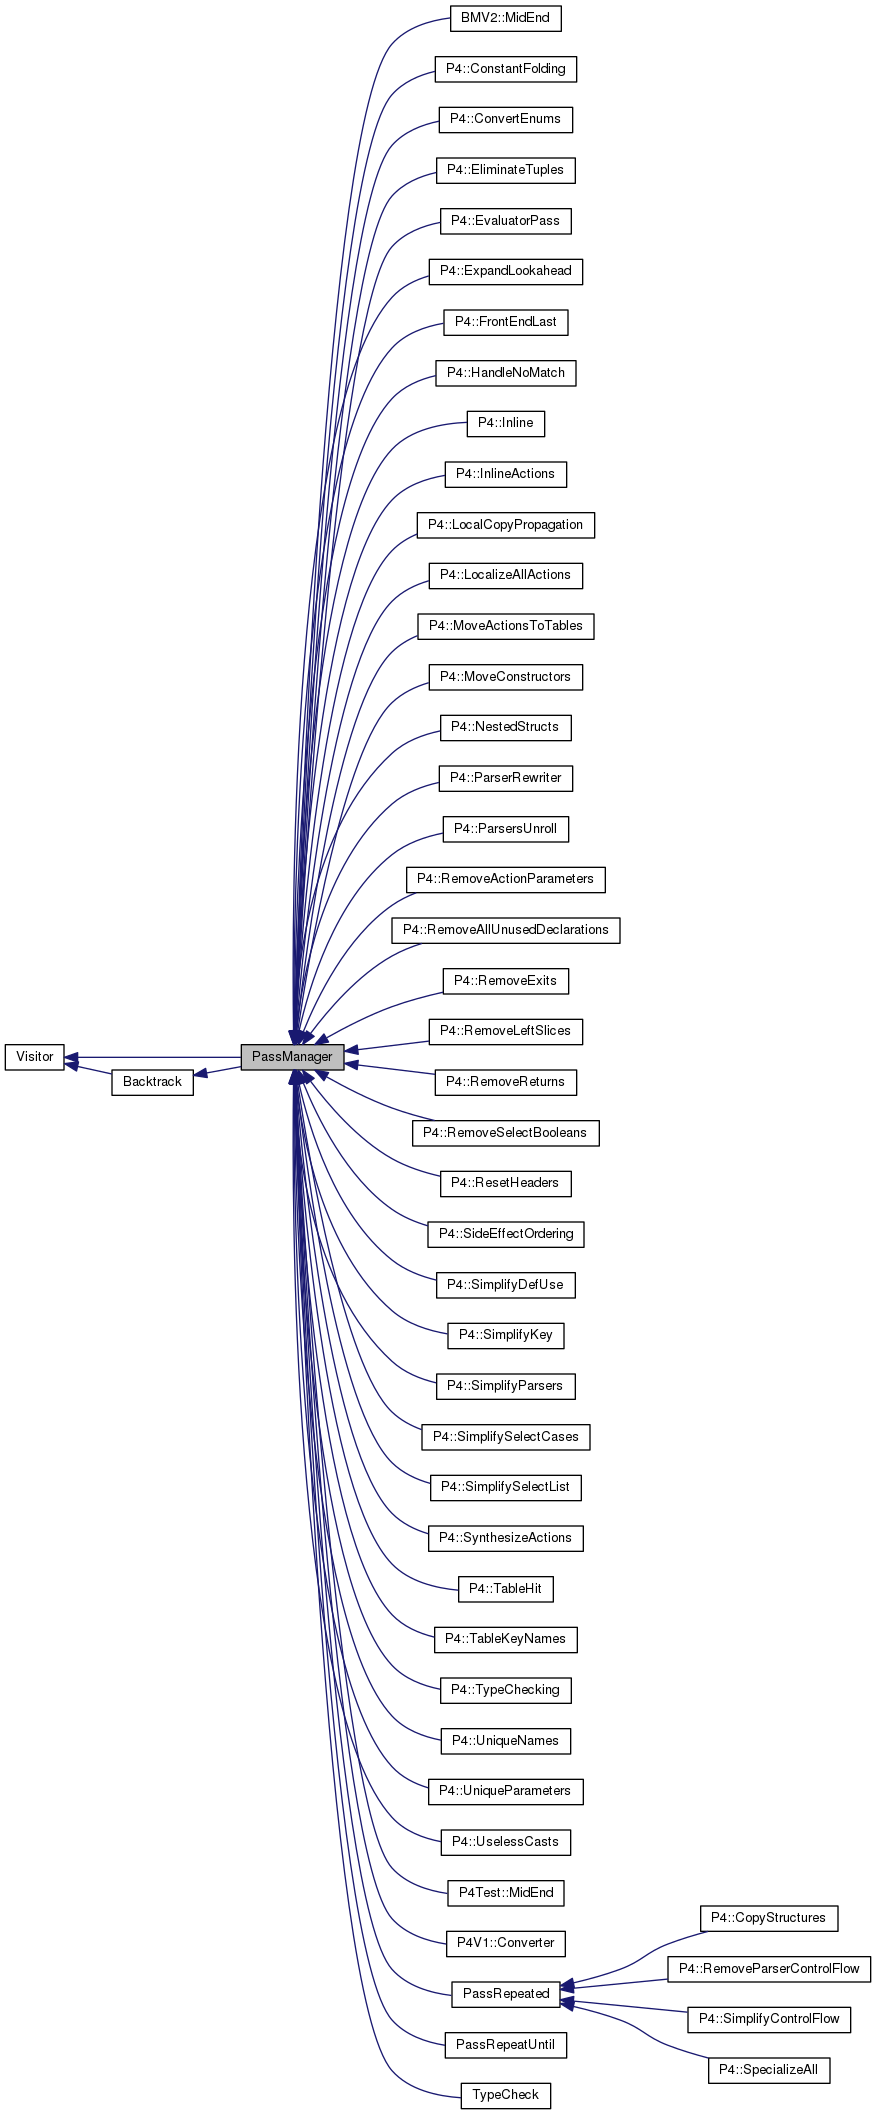 BMV2::MidEnd
P4::ConstantFolding
P4::ConvertEnums
P4::EliminateTuples
P4::EvaluatorPass
P4::ExpandLookahead
P4::FrontEndLast
P4::HandleNoMatch
P4::Inline
P4::InlineActions
P4::LocalCopyPropagation
P4::LocalizeAllActions
P4::MoveActionsToTables
P4::MoveConstructors
P4::NestedStructs
P4::ParserRewriter
P4::ParsersUnroll
P4::RemoveActionParameters
P4::RemoveAllUnusedDeclarations
P4::RemoveExits
P4::RemoveLeftSlices
Visitor
PassManager
Backtrack
P4::RemoveReturns
P4::RemoveSelectBooleans
P4::ResetHeaders
P4::SideEffectOrdering
P4::SimplifyDefUse
P4::SimplifyKey
P4::SimplifyParsers
P4::SimplifySelectCases
P4::SimplifySelectList
P4::SynthesizeActions
P4::TableHit
P4::TableKeyNames
P4::TypeChecking
P4::UniqueNames
P4::UniqueParameters
P4::UselessCasts
P4Test::MidEnd
P4V1::Converter
PassRepeated
PassRepeatUntil
TypeCheck
P4::CopyStructures
P4::RemoveParserControlFlow
P4::SimplifyControlFlow
P4::SpecializeAll